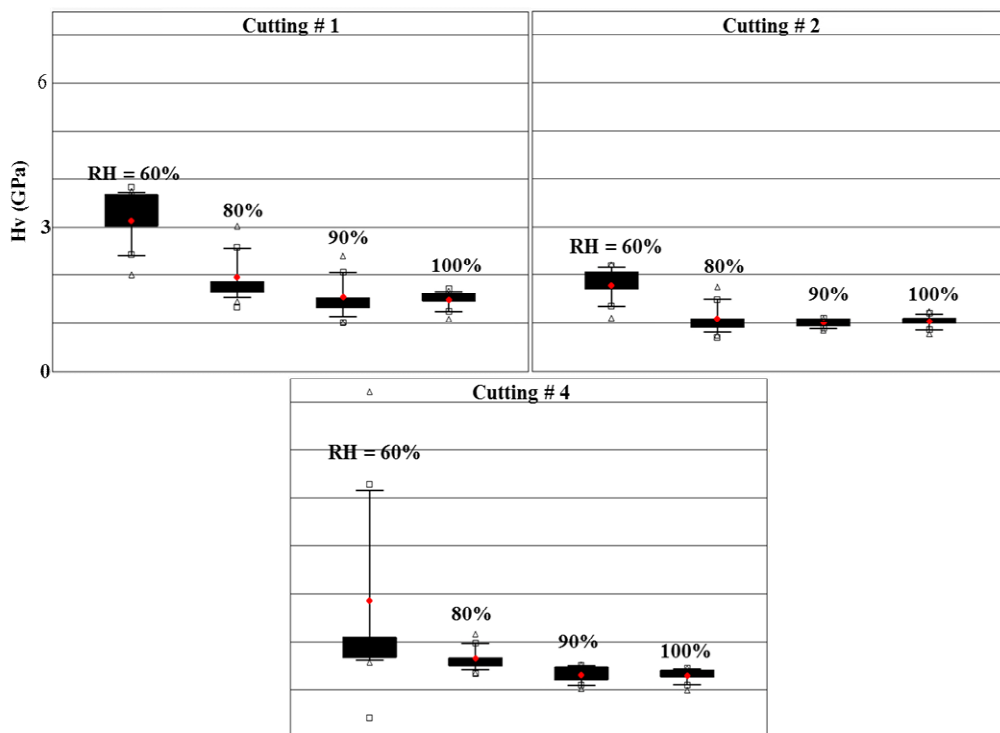 Cutting # 1
Cutting # 2
6
RH = 60%
80%
90%
100%
3
Hv (GPa)
RH = 60%
80%
90%
100%
0
Cutting # 4
RH = 60%
80%
90%
100%